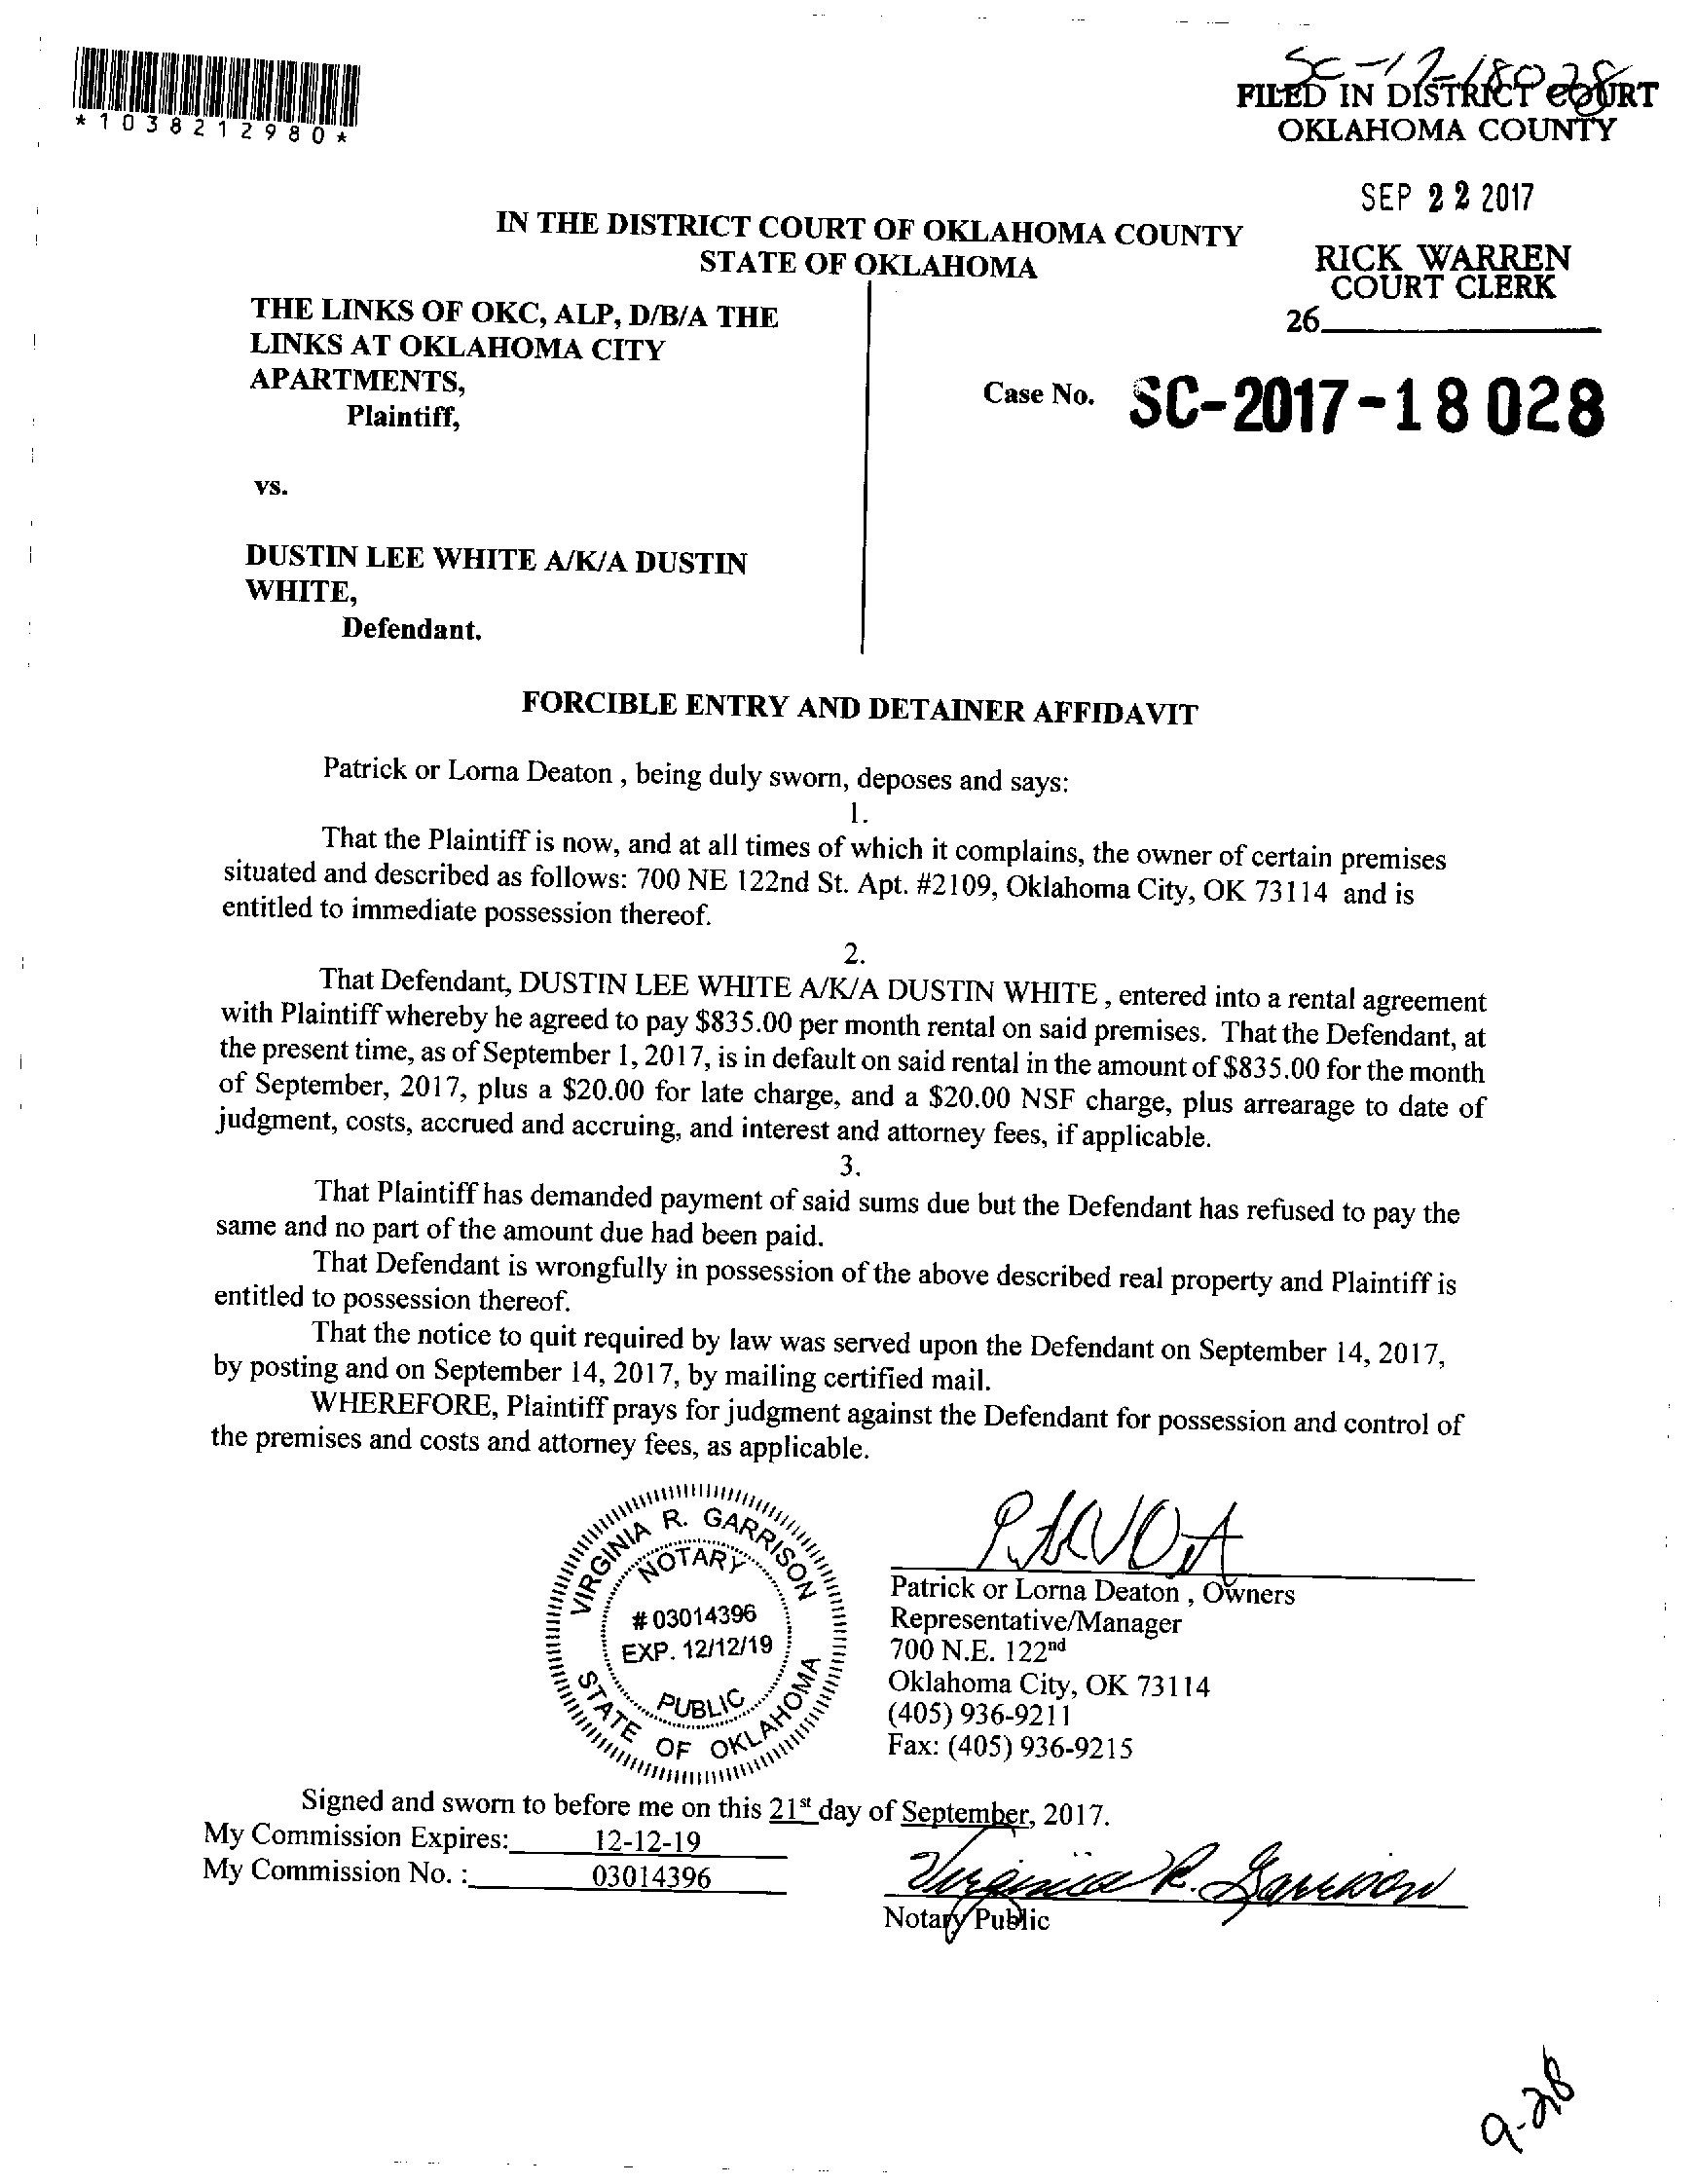 *1038212980*
SC-17-18028
FILED IN DISTRICT COURT
OKLAHOMA COUNTY
SEP 22 2017
RICK WARREN
COURT CLERK
26
IN THE DISTRICT COURT OF OKLAHOMA COUNTY
STATE OF OKLAHOMA
THE LINKS OF OKC, ALP, D/B/A THE
LINKS AT OKLAHOMA CITY
APARTMENTS,
Plaintiff,
Case No. SC-2017-18028
vs.
DUSTIN LEE WHITE A/K/A DUSTIN
WHITE,
Defendant.
FORCIBLE ENTRY AND DETAINER AFFIDAVIT
Patrick or Lorna Deaton , being duly sworn, deposes and says:
1.
That the Plaintiff is now, and at all times of which it complains, the owner of certain premises
situated and described as follows: 700 NE 122nd St. Apt. #2109, Oklahoma City, OK 73114 and is
entitled to immediate possession thereof.
2.
That Defendant, DUSTIN LEE WHITE A/K/A DUSTIN WHITE , entered into a rental agreement
with Plaintiff whereby he agreed to pay $835.00 per month rental on said premises. That the Defendant, at
the present time, as of September 1, 2017, is in default on said rental in the amount of $835.00 for the month
of September, 2017, plus a $20.00 for late charge, and a $20.00 NSF charge, plus arrearage to date of
judgment, costs, accrued and accruing, and interest and attorney fees, if applicable.
3.
That Plaintiff has demanded payment of said sums due but the Defendant has refused to pay the
same and no part of the amount due had been paid.
That Defendant is wrongfully in possession of the above described real property and Plaintiff is
entitled to possession thereof.
That the notice to quit required by law was served upon the Defendant on September 14, 2017,
by posting and on September 14, 2017, by mailing certified mail.
WHEREFORE, Plaintiff prays for judgment against the Defendant for possession and control of
the premises and costs and attorney fees, as applicable.
VIRGINIA R. GARRISON
NOTARY
# 03014396
EXP. 12/12/19
PUBLIC
STATE OF OKLAHOMA
Patrick or Lorna Deaton , Owners
Representative/Manager
700 N.E. 122nd
Oklahoma City, OK 73114
(405) 936-9211
Fax: (405) 936-9215
Signed and sworn to before me on this 21st day of September, 2017.
My Commission Expires: 12-12-19
My Commission No. : 03014396
Virginia R. Garrison
Notary Public
9-28